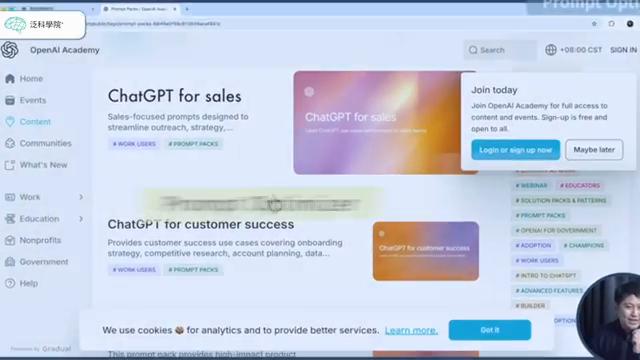 Prompt Opti
Prompt Packs | OpenAI Academ
泛科學院
OpenAI Academy
Search
+08:00 CST
SIGN IN
Home
Events
Content
Communities
What's New
Work
Education
Nonprofits
Government
Help
Powered by Gradual
ChatGPT for sales
Sales-focused prompts designed to
streamline outreach, strategy,...
# WORK USERS
# PROMPT PACKS
ChatGPT for sales
ChatGPT for customer success
Provides customer success use cases covering onboarding
strategy, competitive research, account planning, data...
# WORK USERS
# PROMPT PACKS
ChatGPT for customer success
This prompt pack provides high-impact product
Join today
Join OpenAI Academy for full access to
content and events. Sign-up is free and
open to all.
Login or sign up now
Maybe later
# WEBINAR
# EDUCATORS
# SOLUTION PACKS & PATTERNS
# PROMPT PACKS
# OPENAI FOR GOVERNMENT
# ADOPTION
# CHAMPIONS
# WORK USERS
# INTRO TO CHATGPT
# ADVANCED FEATURES
# BUILDER
We use cookies 🍪 for analytics and to provide better services. Learn more.
Got it